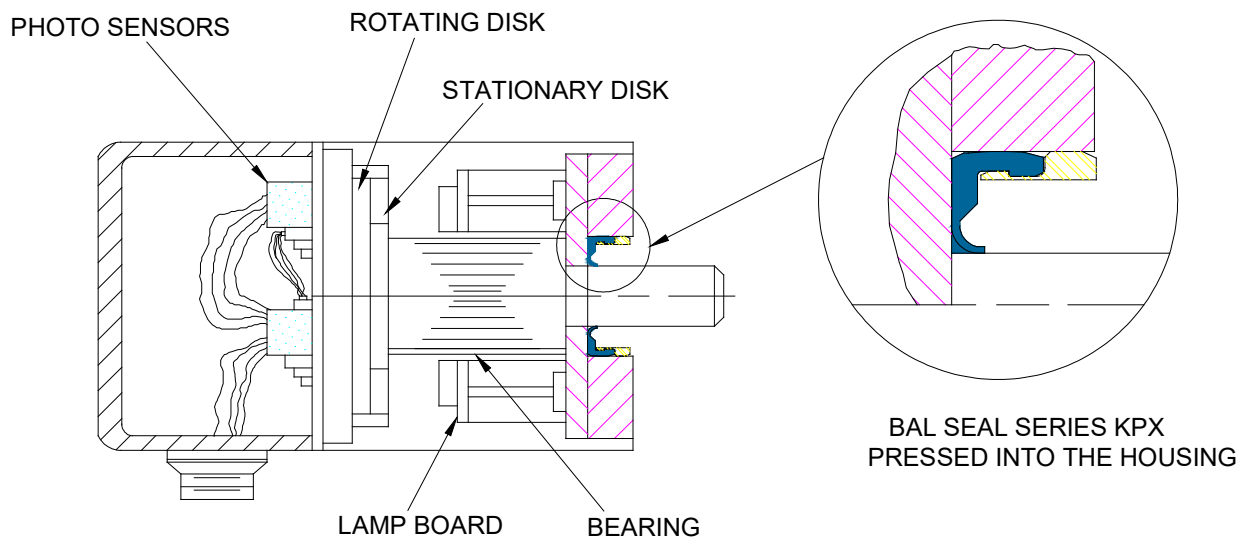 PHOTO SENSORS
ROTATING DISK
STATIONARY DISK
LAMP BOARD
BEARING
BAL SEAL SERIES KPX
PRESSED INTO THE HOUSING